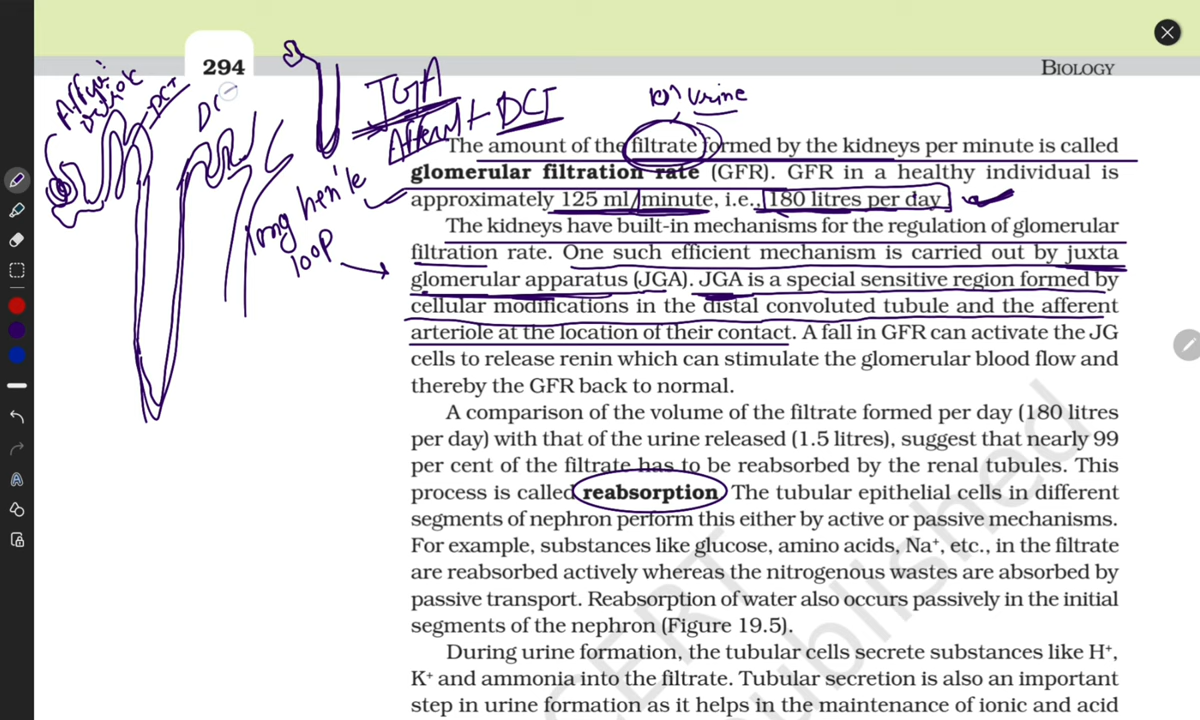 294
BIOLOGY
DCT
JGA
Afferent + DCT
1º urine
long henle
loop
The amount of the filtrate formed by the kidneys per minute is called
glomerular filtration rate (GFR). GFR in a healthy individual is
approximately 125 ml/minute, i.e., 180 litres per day
The kidneys have built-in mechanisms for the regulation of glomerular
filtration rate. One such efficient mechanism is carried out by juxta
glomerular apparatus (JGA). JGA is a special sensitive region formed by
cellular modifications in the distal convoluted tubule and the afferent
arteriole at the location of their contact. A fall in GFR can activate the JG
cells to release renin which can stimulate the glomerular blood flow and
thereby the GFR back to normal.
A comparison of the volume of the filtrate formed per day (180 litres
per day) with that of the urine released (1.5 litres), suggest that nearly 99
per cent of the filtrate has to be reabsorbed by the renal tubules. This
process is called reabsorption The tubular epithelial cells in different
segments of nephron perform this either by active or passive mechanisms.
For example, substances like glucose, amino acids, Na⁺, etc., in the filtrate
are reabsorbed actively whereas the nitrogenous wastes are absorbed by
passive transport. Reabsorption of water also occurs passively in the initial
segments of the nephron (Figure 19.5).
During urine formation, the tubular cells secrete substances like H⁺,
K⁺ and ammonia into the filtrate. Tubular secretion is also an important
step in urine formation as it helps in the maintenance of ionic and acid